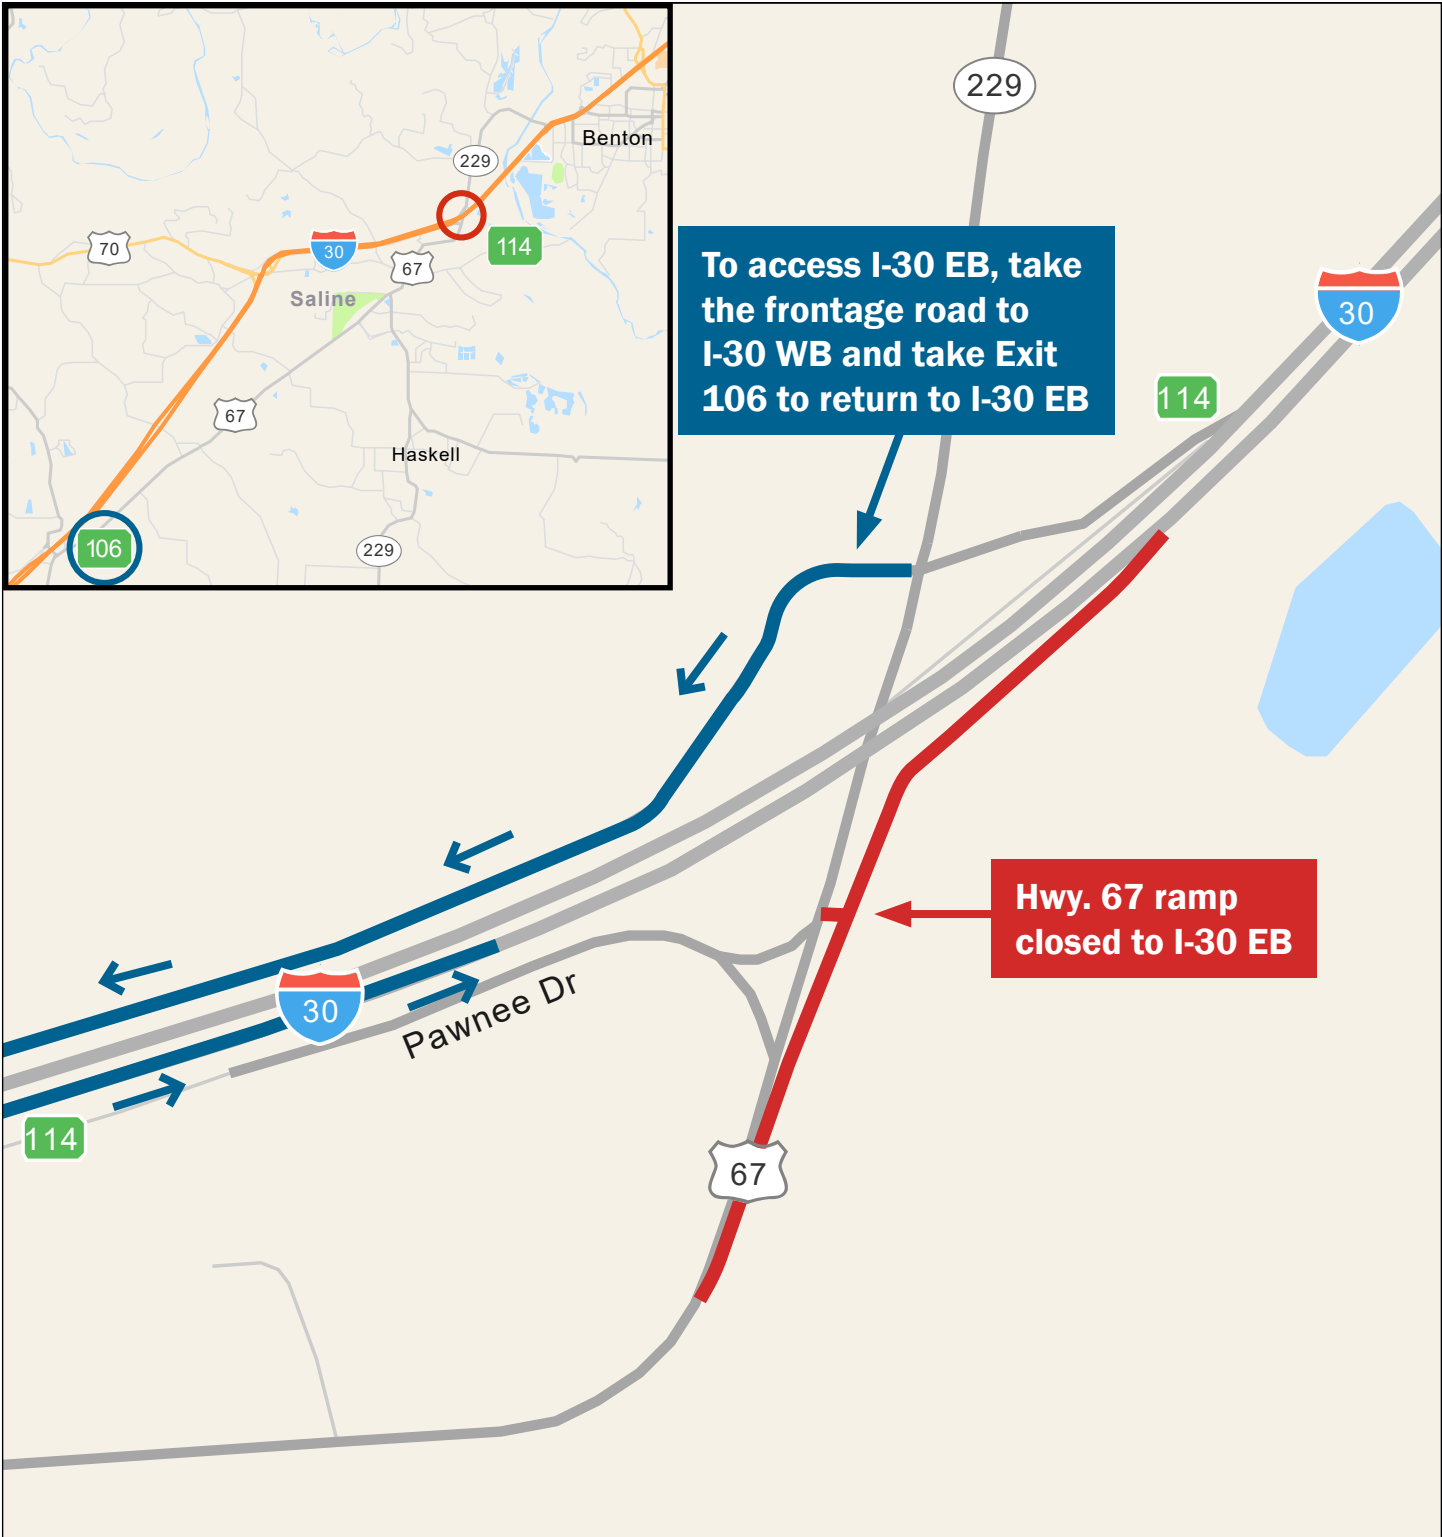 229
Benton
229
70
30
114
67
Saline
67
Haskell
106
229
To access I-30 EB, take
the frontage road to
I-30 WB and take Exit
106 to return to I-30 EB
30
114
Hwy. 67 ramp
closed to I-30 EB
30
Pawnee Dr
114
67